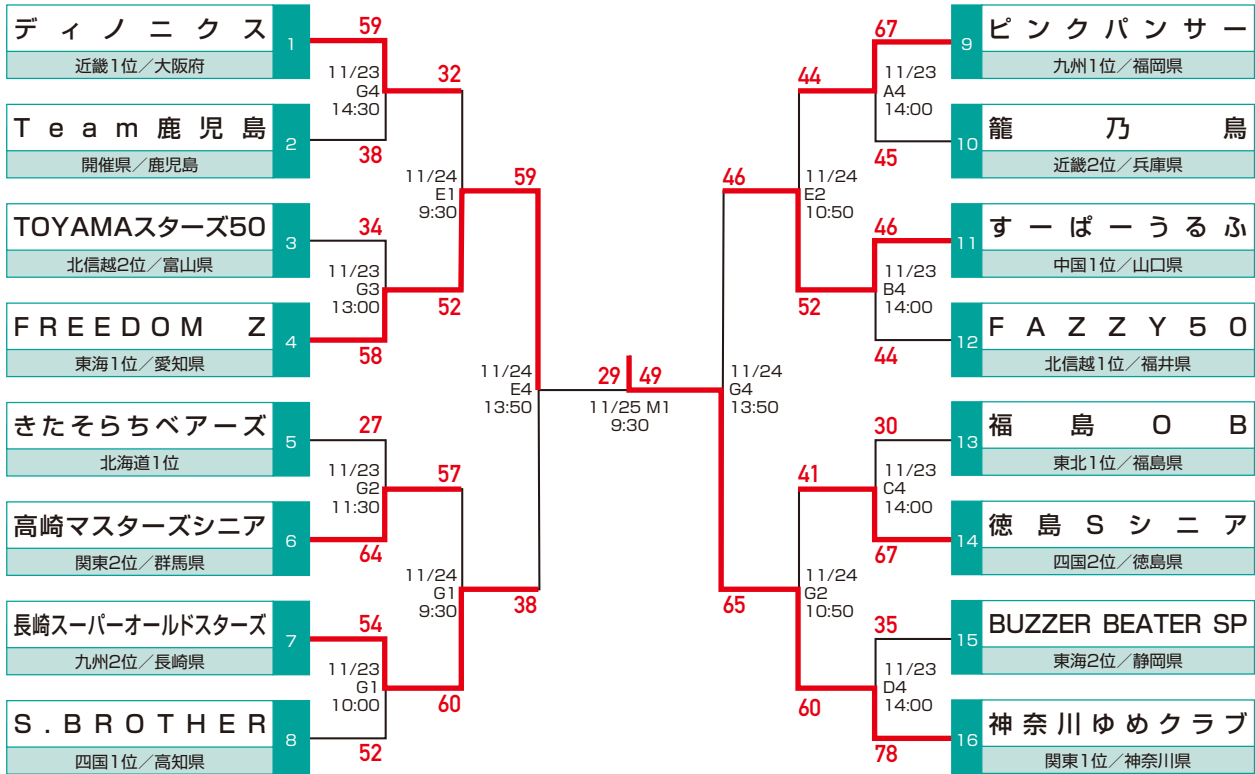 ディノニクス
近畿1位／大阪府
1
59
11/23
G4
14:30
Team鹿児島
開催県／鹿児島
2
38
TOYAMAスターズ50
北信越2位／富山県
3
34
11/23
G3
13:00
FREEDOM Z
東海1位／愛知県
4
58
きたそらちベアーズ
北海道1位
5
27
11/23
G2
11:30
高崎マスターズシニア
関東2位／群馬県
6
64
長崎スーパーオールドスターズ
九州2位／長崎県
7
54
11/23
G1
10:00
S.BROTHER
四国1位／高知県
8
52
32
11/24
E1
9:30
52
57
11/24
G1
9:30
60
59
11/24
E4
13:50
38
29 49
11/25 M1
9:30
46
11/24
G4
13:50
65
44
11/24
E2
10:50
52
41
11/24
G2
10:50
60
67
11/23
A4
14:00
45
9
ピンクパンサー
九州1位／福岡県
10
籠乃鳥
近畿2位／兵庫県
46
11/23
B4
14:00
44
11
すーぱーうるふ
中国1位／山口県
12
FAZZY50
北信越1位／福井県
30
11/23
C4
14:00
67
13
福島OB
東北1位／福島県
14
徳島Sシニア
四国2位／徳島県
35
11/23
D4
14:00
78
15
BUZZER BEATER SP
東海2位／静岡県
16
神奈川ゆめクラブ
関東1位／神奈川県